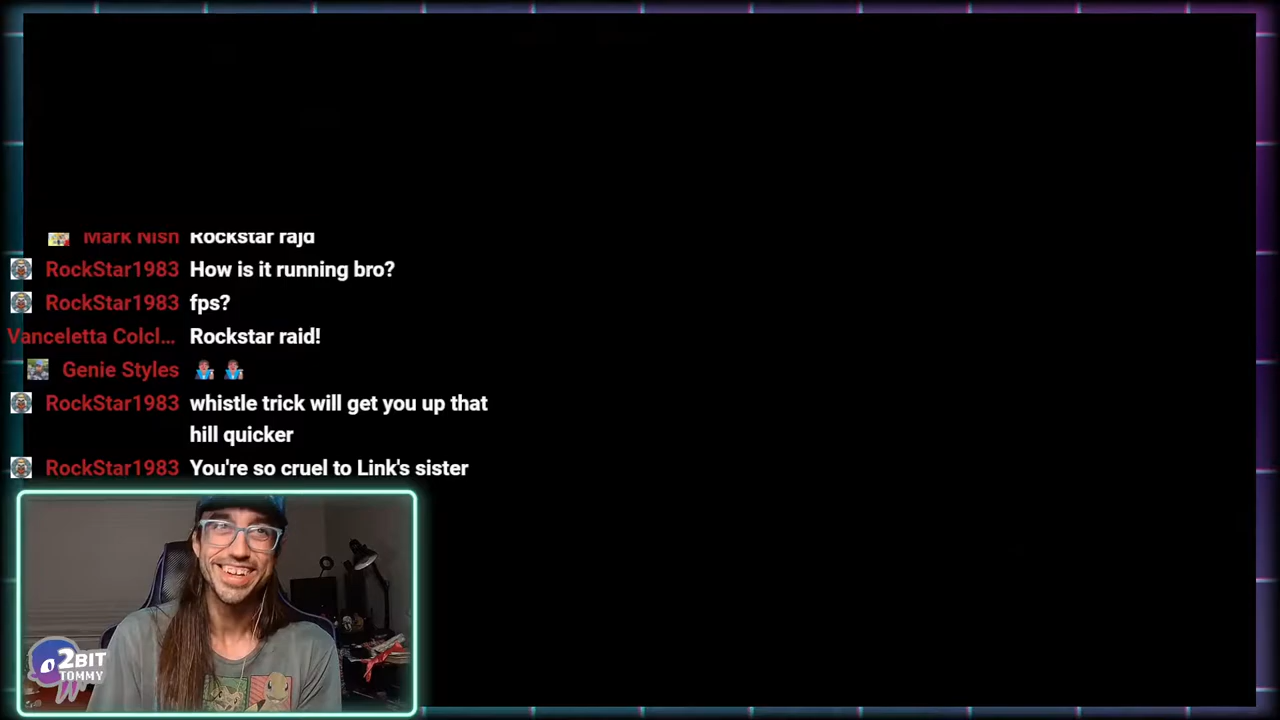 Mark Nish Rockstar rajd
RockStar1983 How is it running bro?
RockStar1983 fps?
Vanceletta Colcl... Rockstar raid!
Genie Styles
RockStar1983 whistle trick will get you up that
hill quicker
RockStar1983 You're so cruel to Link's sister
2BIT
TOMMY